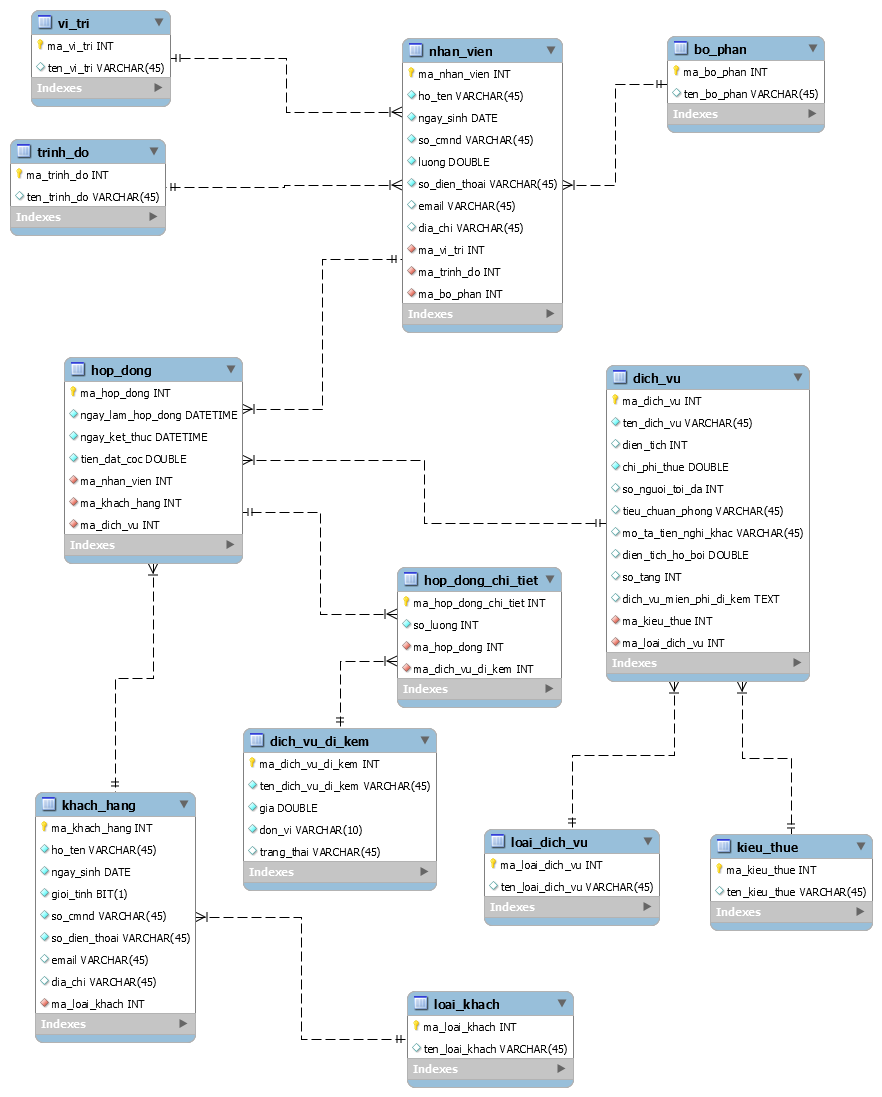 vi_tri
ma_vi_tri INT
ten_vi_tri VARCHAR(45)
Indexes
trinh_do
ma_trinh_do INT
ten_trinh_do VARCHAR(45)
Indexes
nhan_vien
ma_nhan_vien INT
ho_ten VARCHAR(45)
ngay_sinh DATE
so_cmnd VARCHAR(45)
luong DOUBLE
so_dien_thoai VARCHAR(45)
email VARCHAR(45)
dia_chi VARCHAR(45)
ma_vi_tri INT
ma_trinh_do INT
ma_bo_phan INT
Indexes
bo_phan
ma_bo_phan INT
ten_bo_phan VARCHAR(45)
Indexes
hop_dong
ma_hop_dong INT
ngay_lam_hop_dong DATETIME
ngay_ket_thuc DATETIME
tien_dat_coc DOUBLE
ma_nhan_vien INT
ma_khach_hang INT
ma_dich_vu INT
Indexes
dich_vu
ma_dich_vu INT
ten_dich_vu VARCHAR(45)
dien_tich INT
chi_phi_thue DOUBLE
so_nguoi_toi_da INT
tieu_chuan_phong VARCHAR(45)
mo_ta_tien_nghi_khac VARCHAR(45)
dien_tich_ho_boi DOUBLE
so_tang INT
dich_vu_mien_phi_di_kem TEXT
ma_kieu_thue INT
ma_loai_dich_vu INT
Indexes
hop_dong_chi_tiet
ma_hop_dong_chi_tiet INT
so_luong INT
ma_hop_dong INT
ma_dich_vu_di_kem INT
Indexes
dich_vu_di_kem
ma_dich_vu_di_kem INT
ten_dich_vu_di_kem VARCHAR(45)
gia DOUBLE
don_vi VARCHAR(10)
trang_thai VARCHAR(45)
Indexes
khach_hang
ma_khach_hang INT
ho_ten VARCHAR(45)
ngay_sinh DATE
gioi_tinh BIT(1)
so_cmnd VARCHAR(45)
so_dien_thoai VARCHAR(45)
email VARCHAR(45)
dia_chi VARCHAR(45)
ma_loai_khach INT
Indexes
loai_dich_vu
ma_loai_dich_vu INT
ten_loai_dich_vu VARCHAR(45)
Indexes
kieu_thue
ma_kieu_thue INT
ten_kieu_thue VARCHAR(45)
Indexes
loai_khach
ma_loai_khach INT
ten_loai_khach VARCHAR(45)
Indexes